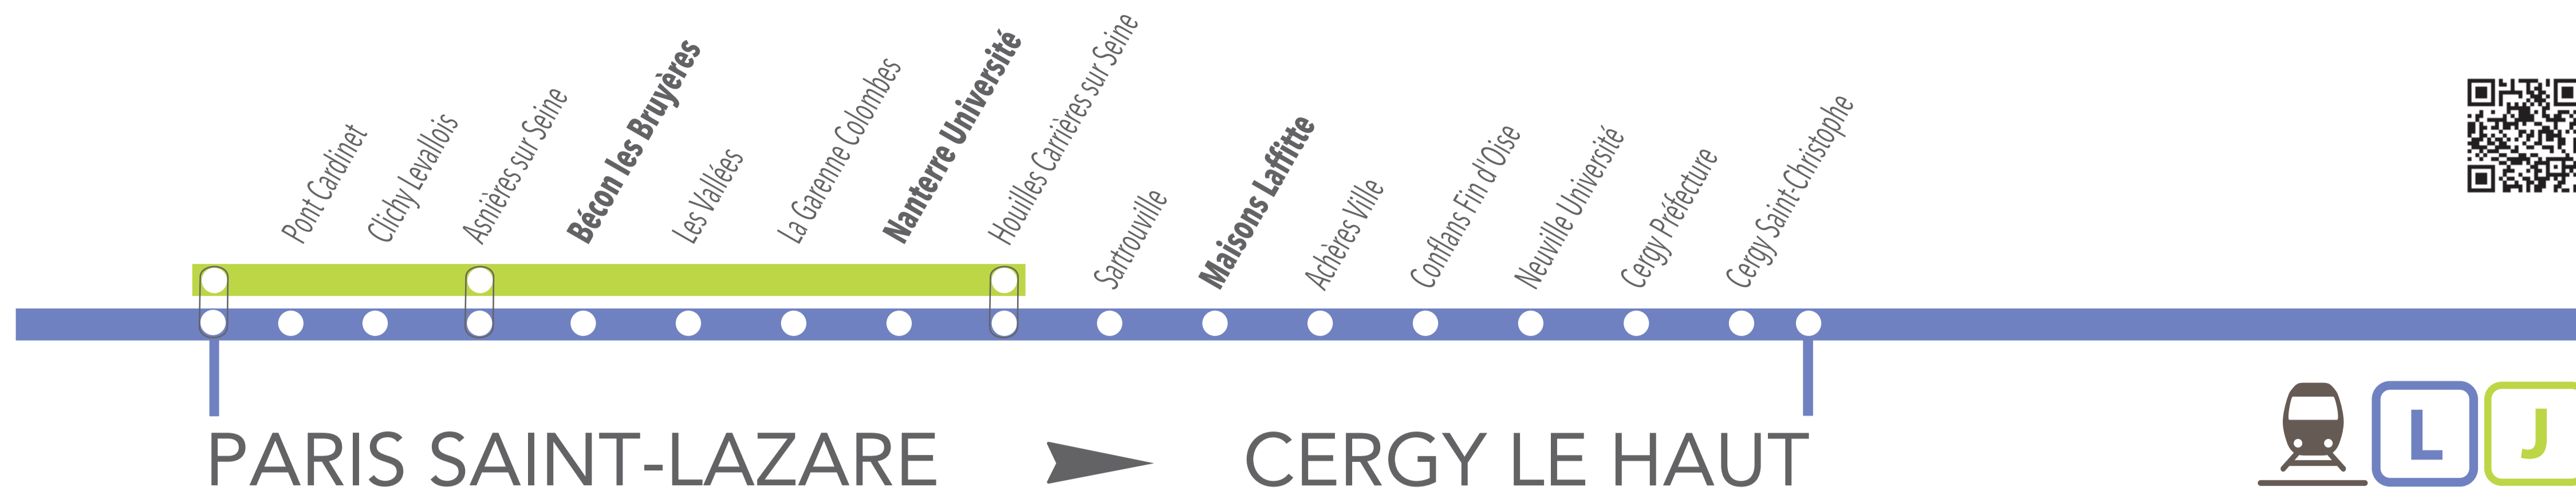 Pont Cardinet
Clichy Levallois
Asnières sur Seine
Bécon les Bruyères
Les Vallées
La Garenne Colombes
Nanterre Université
Houilles Carrières sur Seine
Sartrouville
Maisons Laffitte
Achères Ville
Conflans Fin d'Oise
Neuville Université
Cergy Préfecture
Cergy Saint-Christophe
PARIS SAINT-LAZARE
CERGY LE HAUT
L
J